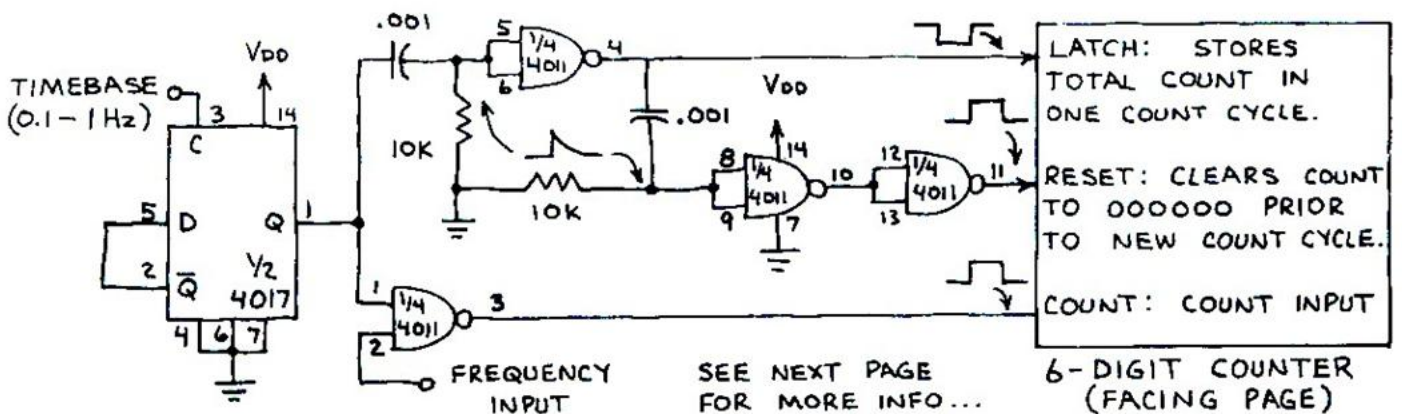 .001
5
1/4
4011
4
6
VDD
TIMEBASE
(0.1-1Hz)
3
14
C
10K
.001
VDD
LATCH: STORES
TOTAL COUNT IN
ONE COUNT CYCLE.
8
1/4
4011
14
10
12
1/4
4011
11
9
7
13
RESET: CLEARS COUNT
TO 000000 PRIOR
TO NEW COUNT CYCLE.
10K
5
D
Q
1
2
Q̅
1/2
4017
4
6
7
1
1/4
4011
3
2
COUNT: COUNT INPUT
FREQUENCY
INPUT
SEE NEXT PAGE
FOR MORE INFO...
6-DIGIT COUNTER
(FACING PAGE)